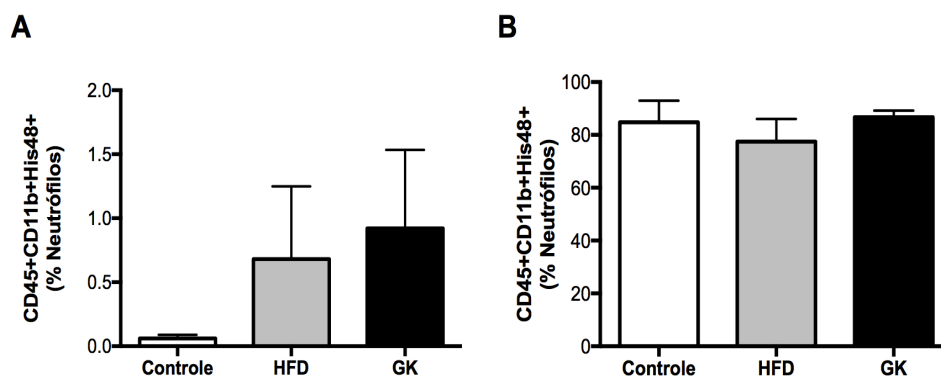 A
CD45+CD11b+His48+
(% Neutrófilos)
2.0
1.5
1.0
0.5
0.0
Controle
HFD
GK
B
CD45+CD11b+His48+
(% Neutrófilos)
100
80
60
40
20
0
Controle
HFD
GK